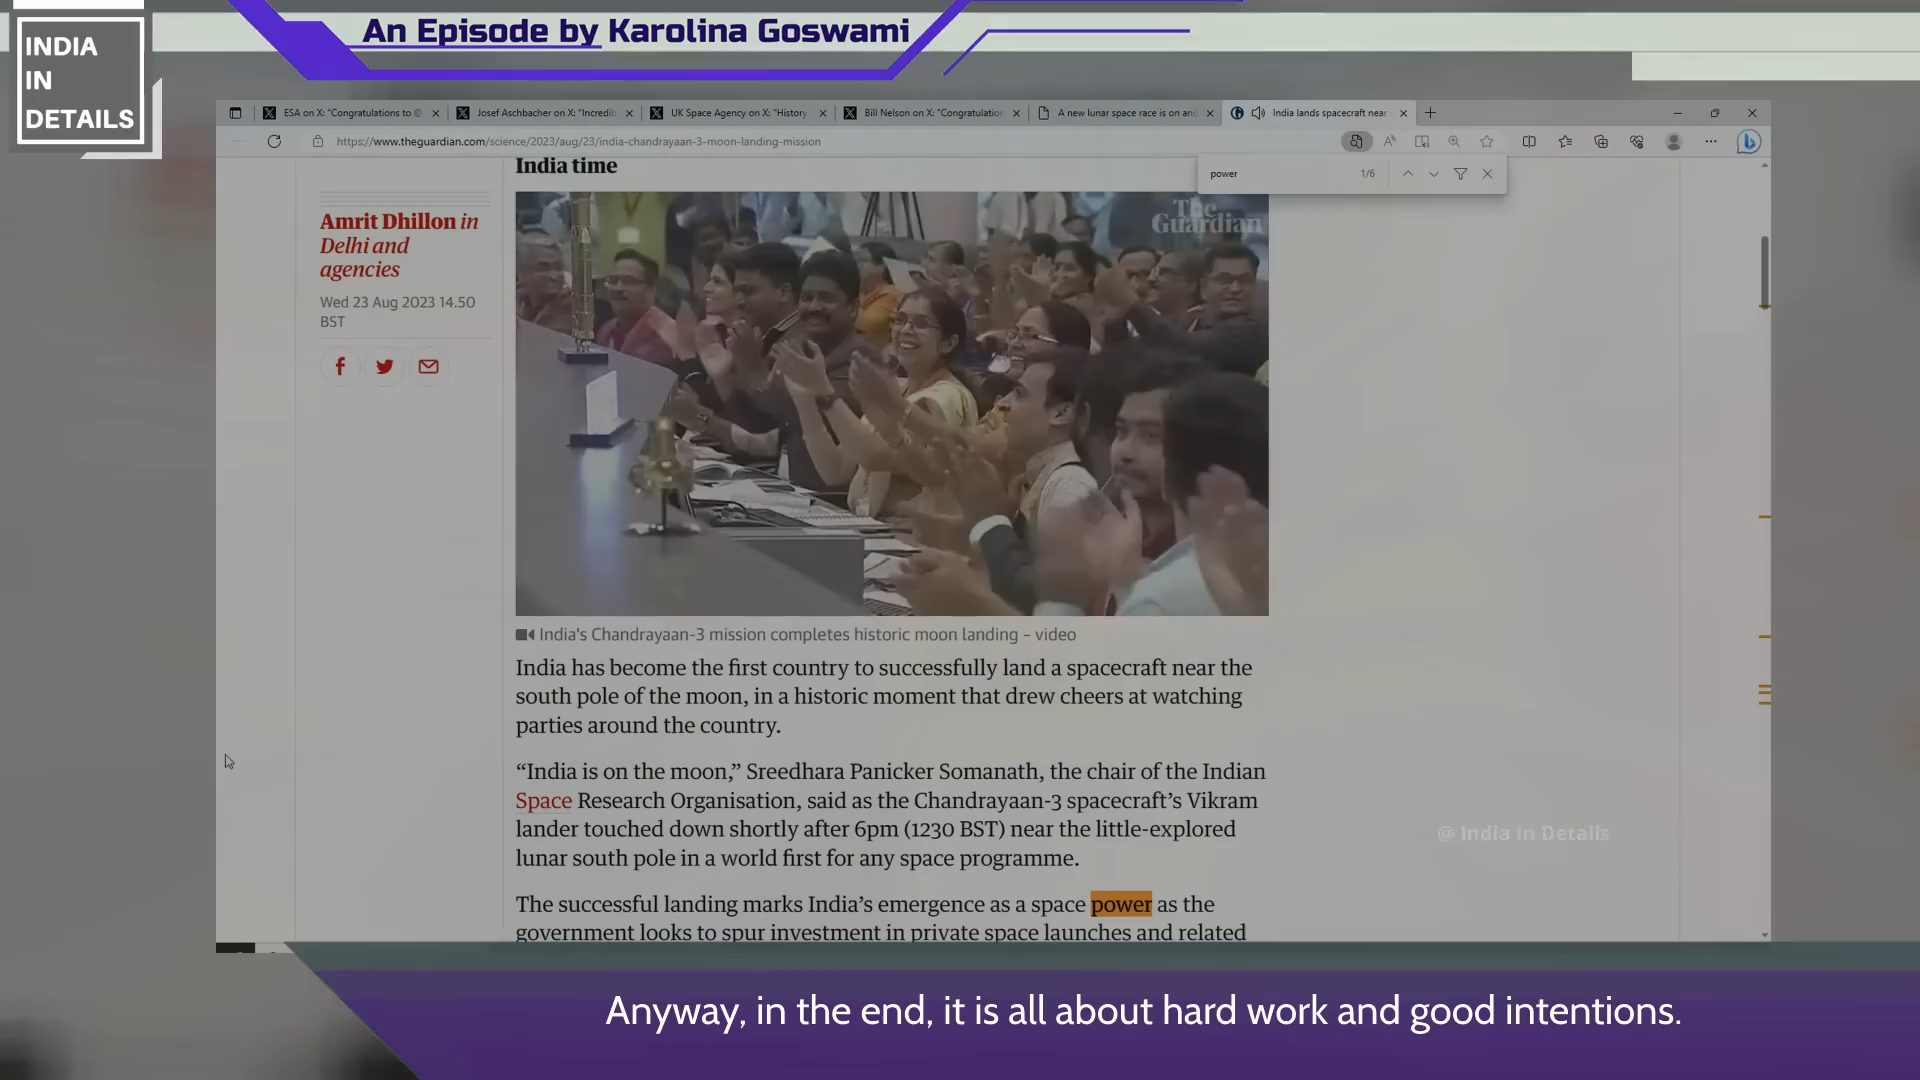 An Episode by Karolina Goswami
INDIA
IN
DETAILS
ESA on X: "Congratulations to @
Josef Aschbacher on X: "Incredib
UK Space Agency on X: "History
Bill Nelson on X: "Congratulation
A new lunar space race is on and
India lands spacecraft near
https://www.theguardian.com/science/2023/aug/23/india-chandrayaan-3-moon-landing-mission
power
1/6
India time
Amrit Dhillon in
Delhi and
agencies
Wed 23 Aug 2023 14.50
BST
The
Guardian
India's Chandrayaan-3 mission completes historic moon landing – video
India has become the first country to successfully land a spacecraft near the
south pole of the moon, in a historic moment that drew cheers at watching
parties around the country.
“India is on the moon,” Sreedhara Panicker Somanath, the chair of the Indian
Space Research Organisation, said as the Chandrayaan-3 spacecraft’s Vikram
lander touched down shortly after 6pm (1230 BST) near the little-explored
lunar south pole in a world first for any space programme.
The successful landing marks India’s emergence as a space power as the
government looks to spur investment in private space launches and related
@ India In Details
Anyway, in the end, it is all about hard work and good intentions.